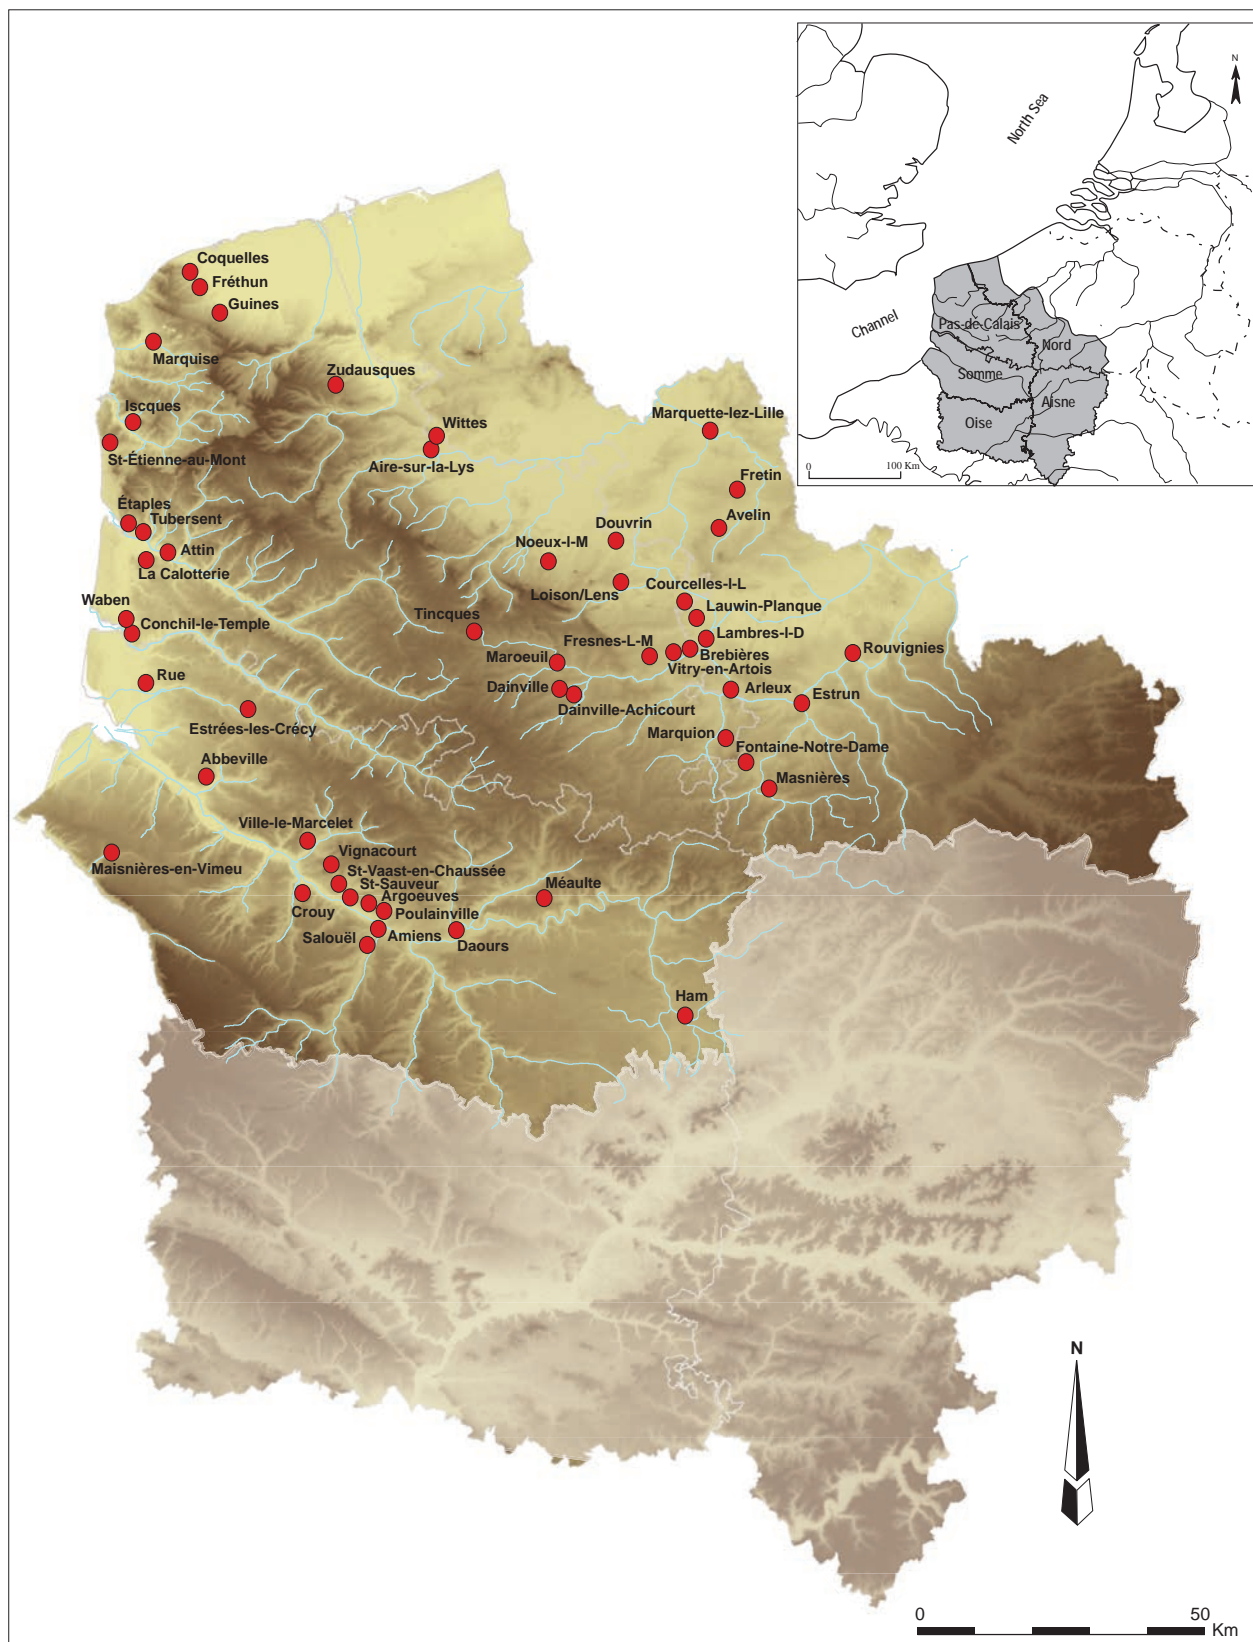 N
North Sea
Channel
Pas-de-Calais
Nord
Somme
Aisne
Oise
0
100 Km
Coquelles
Fréthun
Guines
Marquise
Zudausques
Iscques
St-Étienne-au-Mont
Wittes
Aire-sur-la-Lys
Marquette-lez-Lille
Fretin
Avelin
Étaples
Tubersent
Attin
La Calotterie
Douvrin
Noeux-l-M
Loison/Lens
Courcelles-l-L
Lauwin-Planque
Waben
Conchil-le-Temple
Tincques
Fresnes-L-M
Lambres-l-D
Brebières
Vitry-en-Artois
Rouvignies
Maroeuil
Rue
Dainville
Dainville-Achicourt
Arleux
Estrun
Estrées-les-Crécy
Marquion
Fontaine-Notre-Dame
Abbeville
Masnières
Ville-le-Marcelet
Maisnières-en-Vimeu
Vignacourt
St-Vaast-en-Chaussée
St-Sauveur
Méaulte
Crouy
Argoeuves
Poulainville
Salouël
Amiens
Daours
Ham
N
0
50
Km